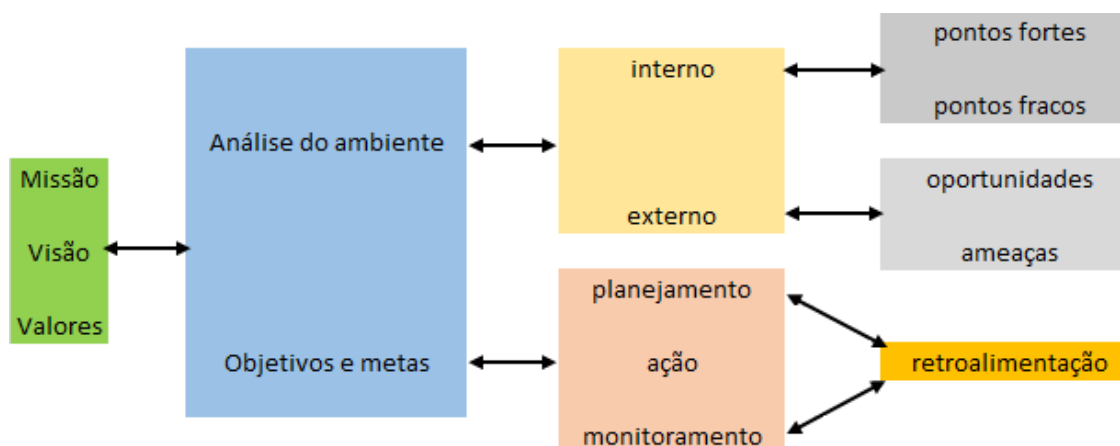 Missão
Visão
Valores
Análise do ambiente
Objetivos e metas
interno
externo
pontos fortes
pontos fracos
oportunidades
ameaças
planejamento
ação
monitoramento
retroalimentação